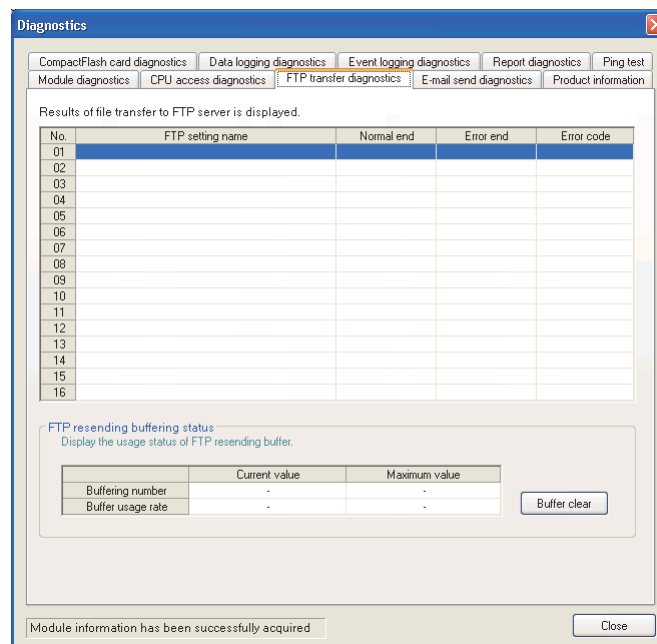 Diagnostics
CompactFlash card diagnostics Data logging diagnostics Event logging diagnostics Report diagnostics Ping test
Module diagnostics CPU access diagnostics FTP transfer diagnostics E-mail send diagnostics Product information
Results of file transfer to FTP server is displayed.
No. FTP setting name Normal end Error end Error code
01
02
03
04
05
06
07
08
09
10
11
12
13
14
15
16
FTP resending buffering status
Display the usage status of FTP resending buffer.
Current value Maximum value
Buffering number - -
Buffer usage rate - -
Buffer clear
Module information has been successfully acquired
Close